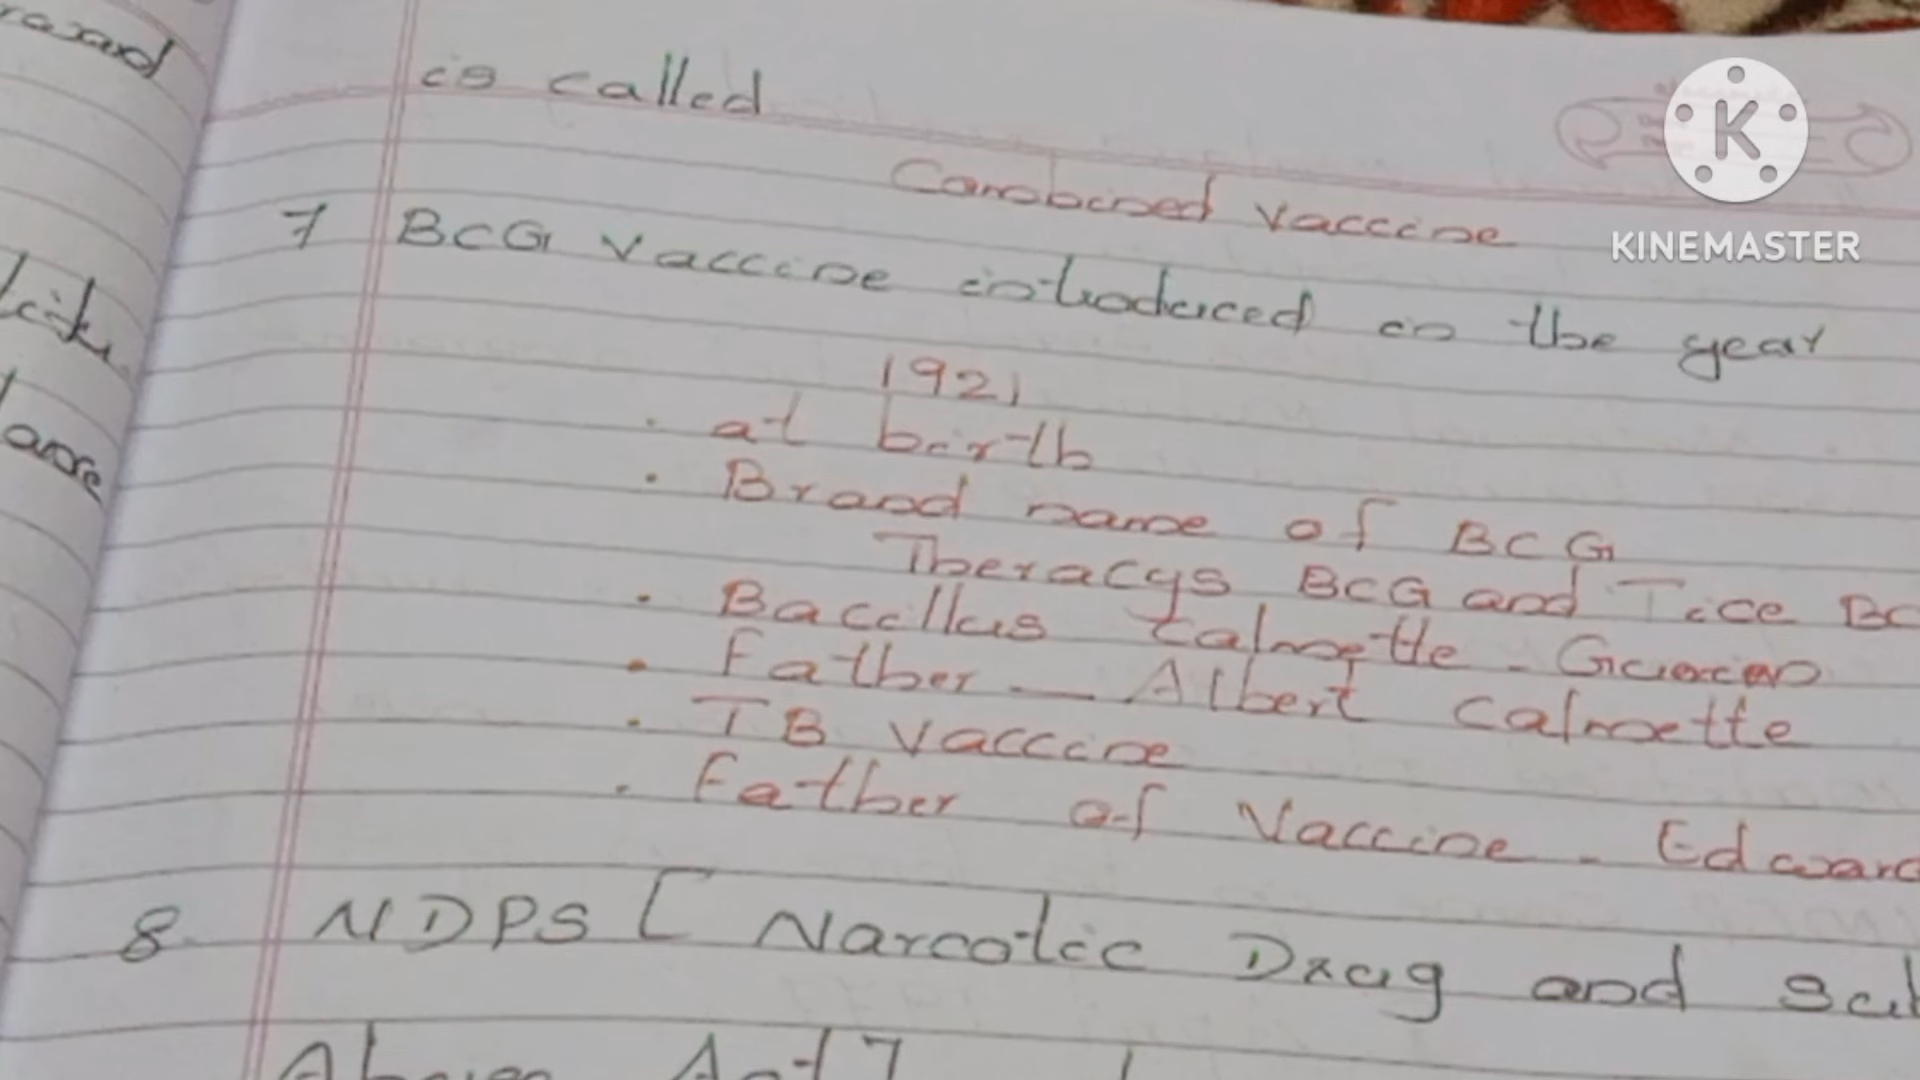 is called
Combined Vaccine
7 BCG Vaccine introduced in the year
1921
• at birth
• Brand name of BCG
Theracys BCG and Tice BC
• Bacillus Calmette - Guerin
• Father — Albert Calmette
• TB Vaccine
• Father of Vaccine - Edward
8 NDPS [ Narcotic Drug and
KINEMASTER